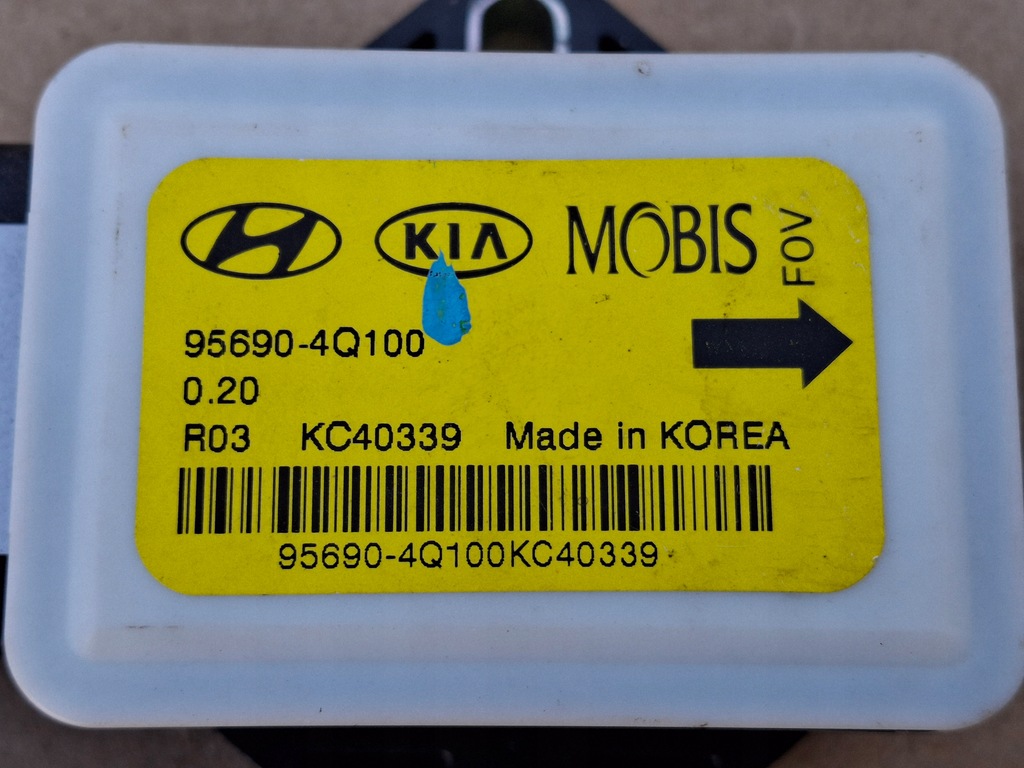 KIA MOBIS FOV
95690-4Q100
0.20
R03 KC40339 Made in KOREA
95690-4Q100KC40339